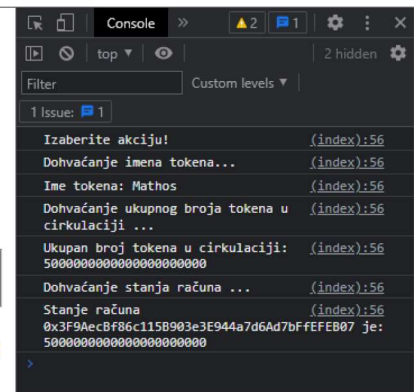 Console » 2 1
top ▼ 2 hidden
Filter Custom levels ▼
1 Issue: 1
Izaberite akciju! (index):56
Dohvaćanje imena tokena... (index):56
Ime tokena: Mathos (index):56
Dohvaćanje ukupnog broja tokena u (index):56
cirkulaciji ...
Ukupan broj tokena u cirkulaciji: (index):56
5000000000000000000000
Dohvaćanje stanja računa ... (index):56
Stanje računa (index):56
0x3F9AecBf86c115B903e3E944a7d6Ad7bFfEFEB07 je:
5000000000000000000000
>